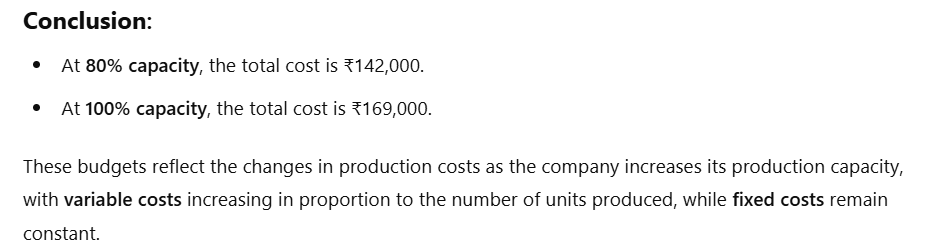 Conclusion:
• At 80% capacity, the total cost is ₹142,000.
• At 100% capacity, the total cost is ₹169,000.
These budgets reflect the changes in production costs as the company increases its production capacity,
with variable costs increasing in proportion to the number of units produced, while fixed costs remain
constant.